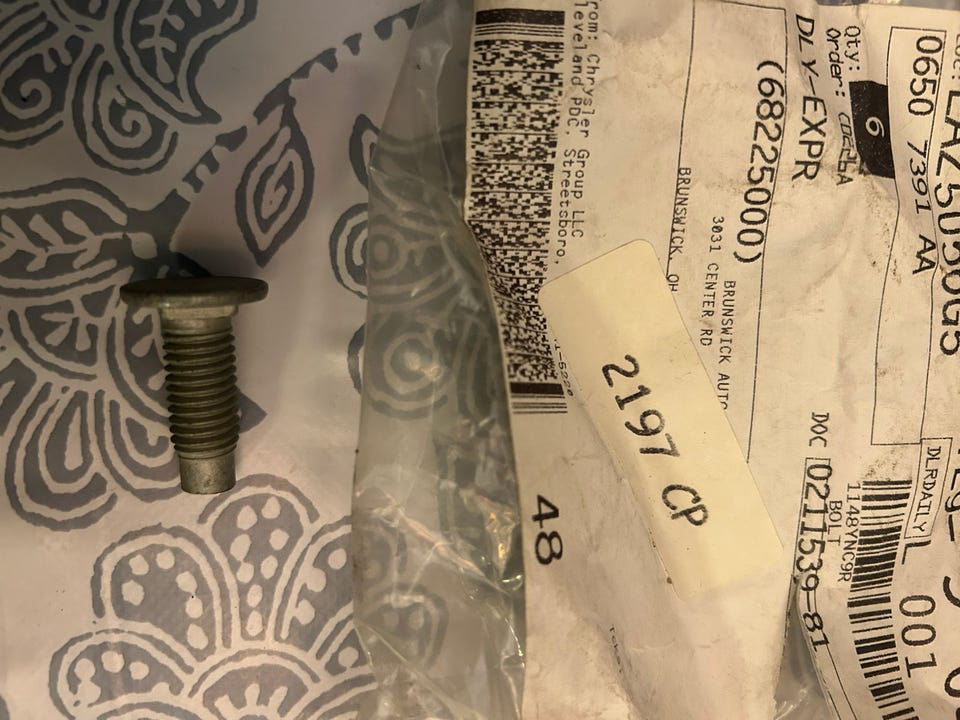 0650 7391 AA
Qty:
Order:
6
DLY-EXPR
(68225000)
BRUNSWICK AUTO
3031 CENTER RD
BRUNSWICK, OH
rom: Chrysler Group LLC
leveland PDC, Streetsboro,
2197 CP
48
DLRDAILY
001
1148YNC9R
BOLT
DOC 0211539-81